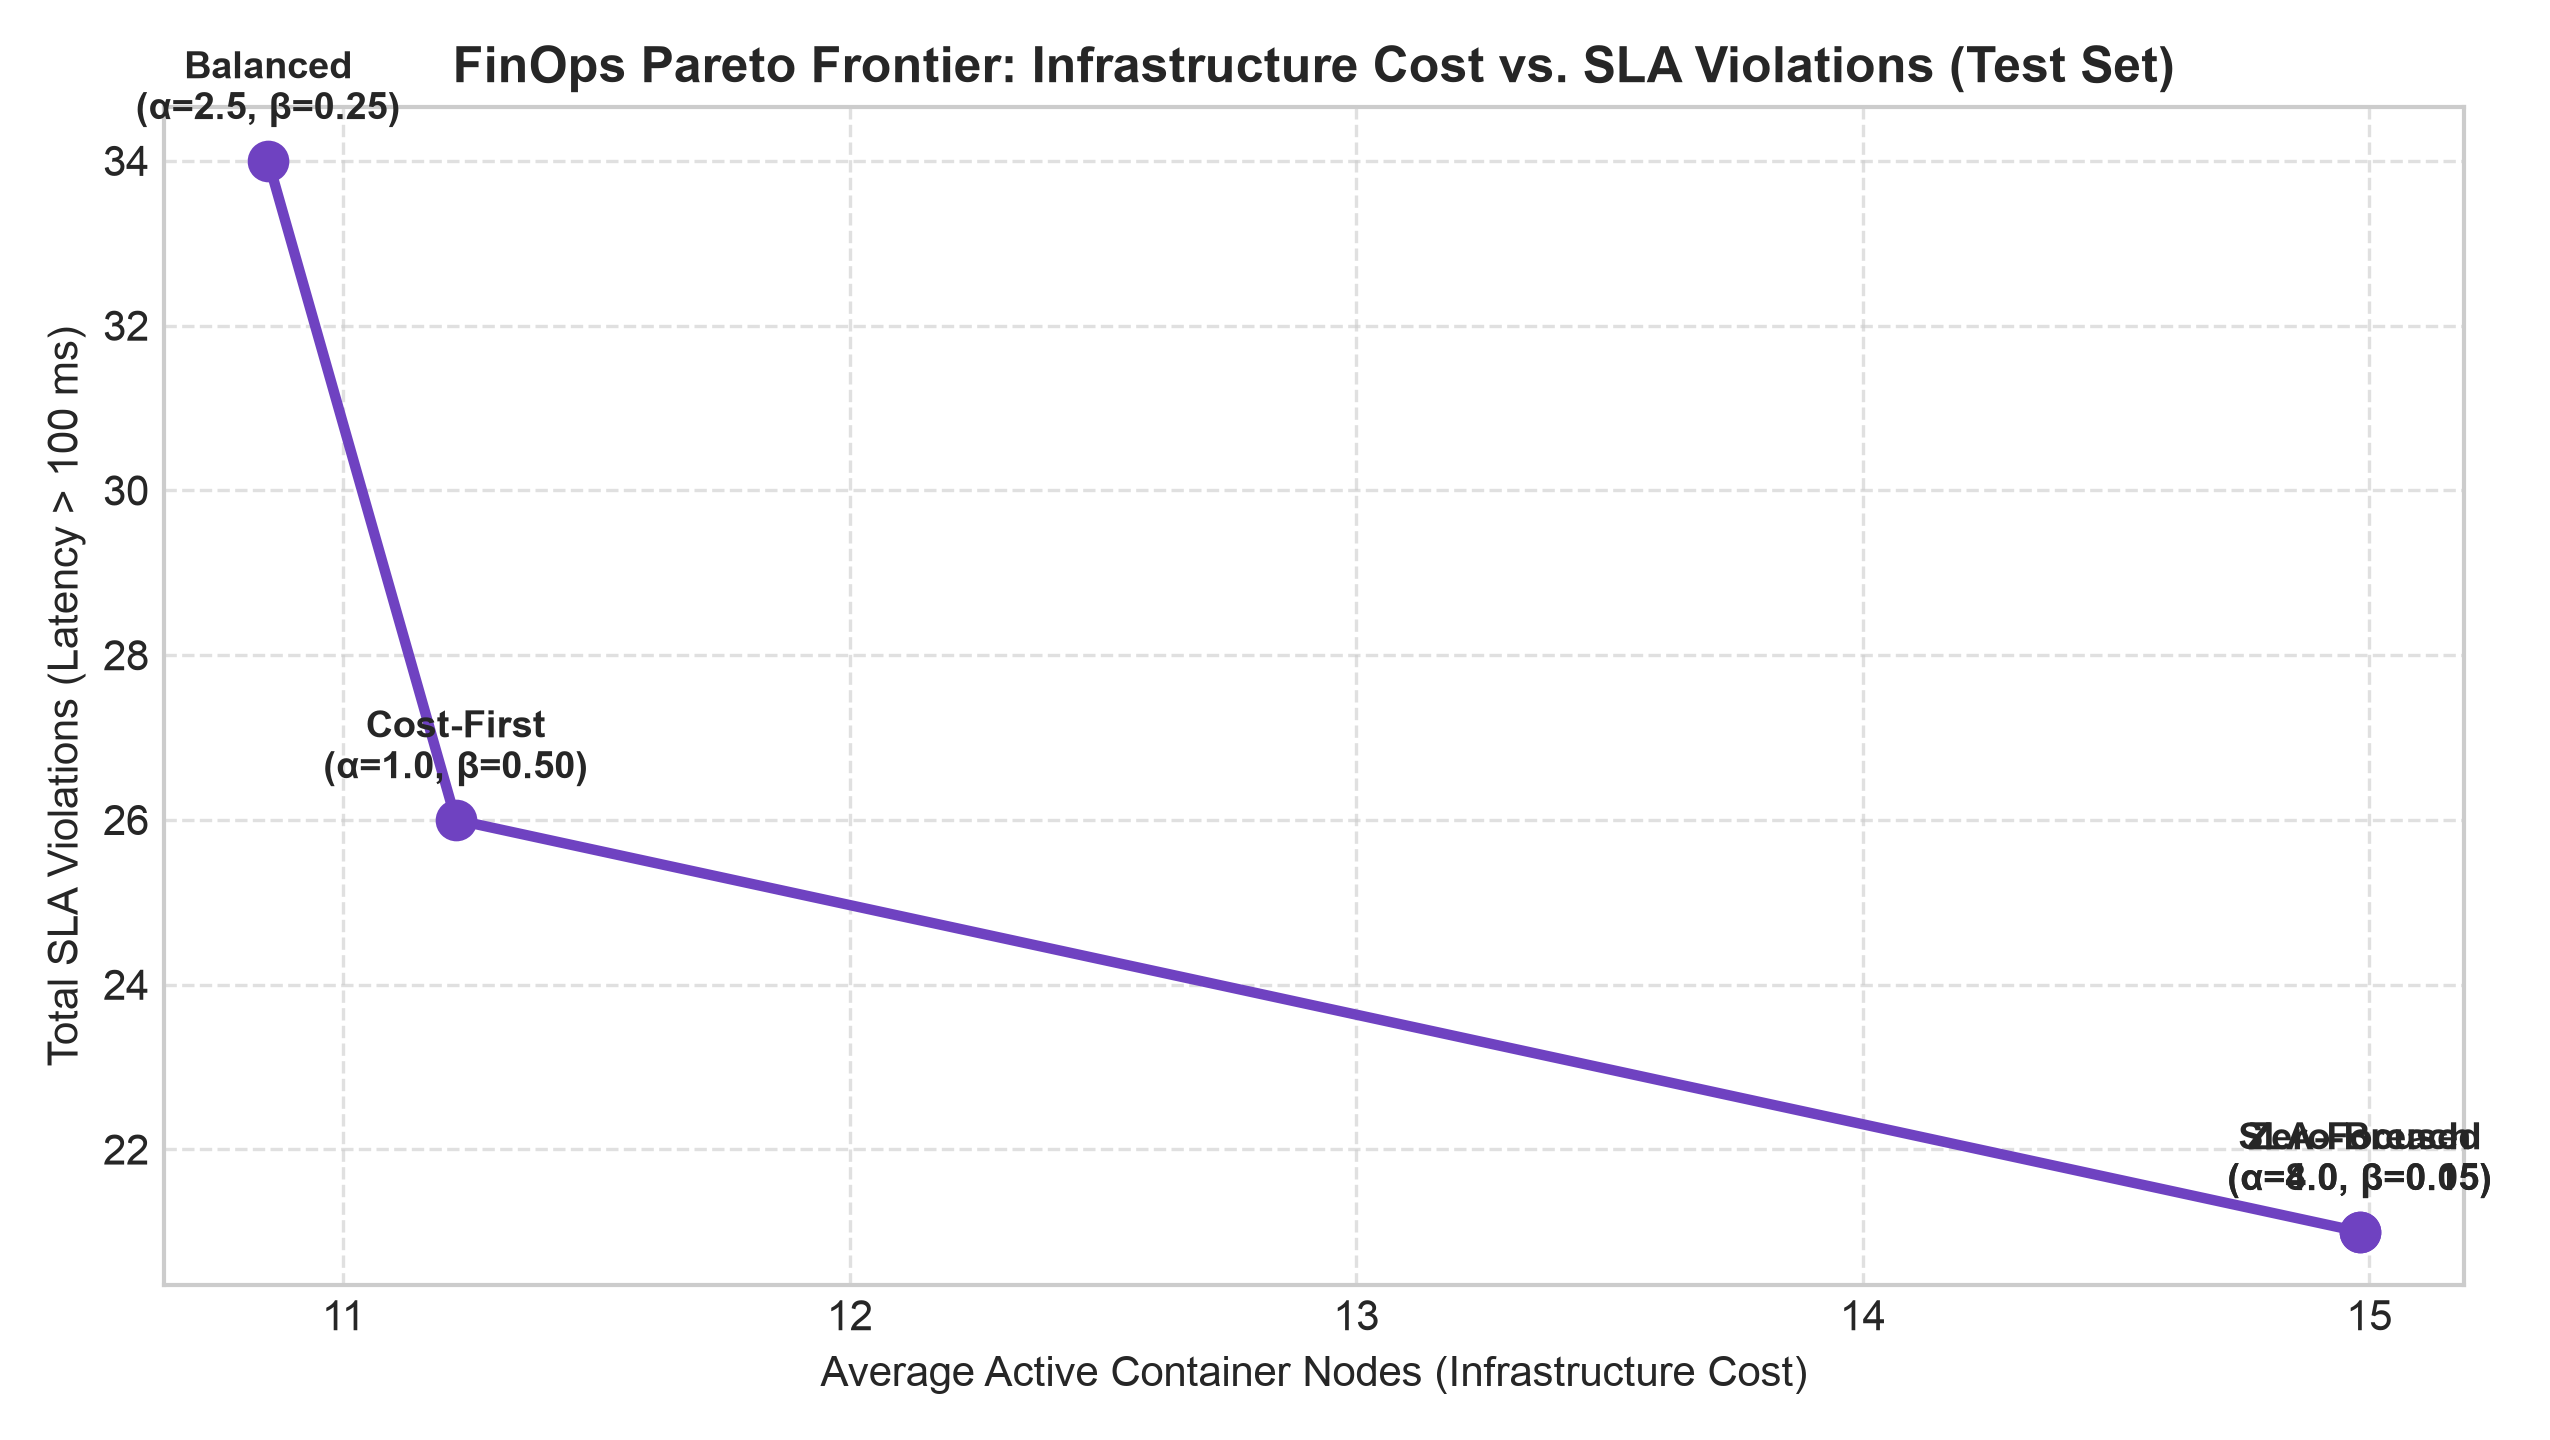 FinOps Pareto Frontier: Infrastructure Cost vs. SLA Violations (Test Set)
Balanced
(α=2.5, β=0.25)
Total SLA Violations (Latency > 100 ms)
34
32
30
28
26
24
22
Cost-First
(α=1.0, β=0.50)
11
12
13
14
15
Average Active Container Nodes (Infrastructure Cost)